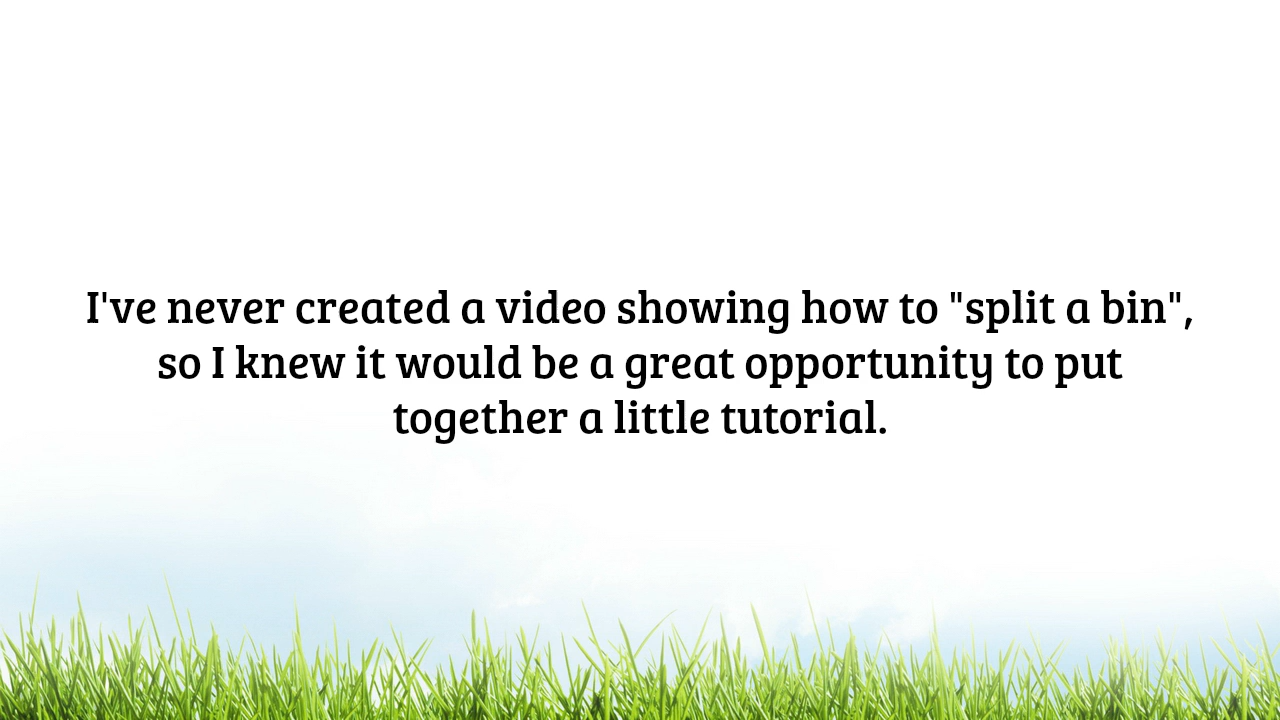 I've never created a video showing how to "split a bin",
so I knew it would be a great opportunity to put
together a little tutorial.